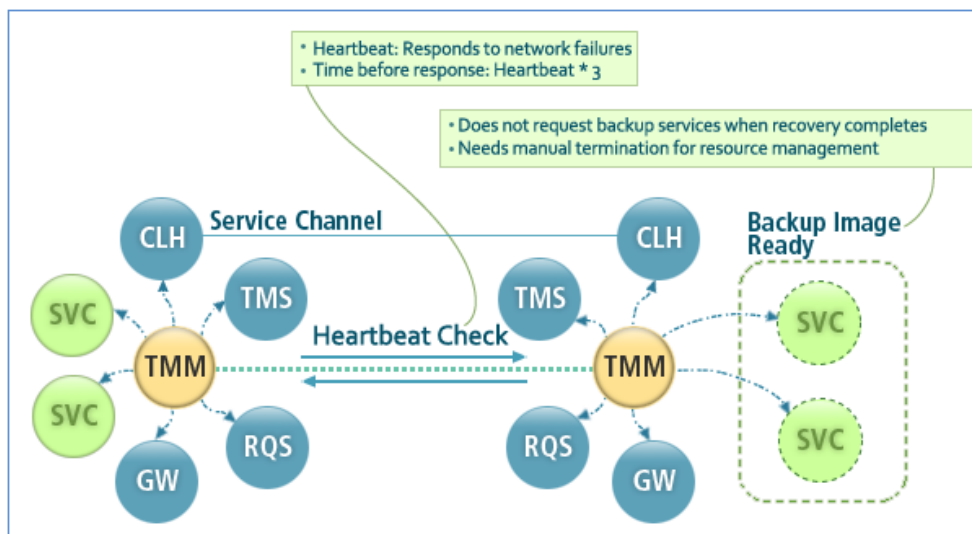 • Heartbeat: Responds to network failures
• Time before response: Heartbeat * 3
• Does not request backup services when recovery completes
• Needs manual termination for resource management
CLH
Service Channel
CLH
Backup Image
Ready
SVC
TMS
TMS
SVC
Heartbeat Check
TMM
TMM
SVC
SVC
RQS
RQS
GW
GW